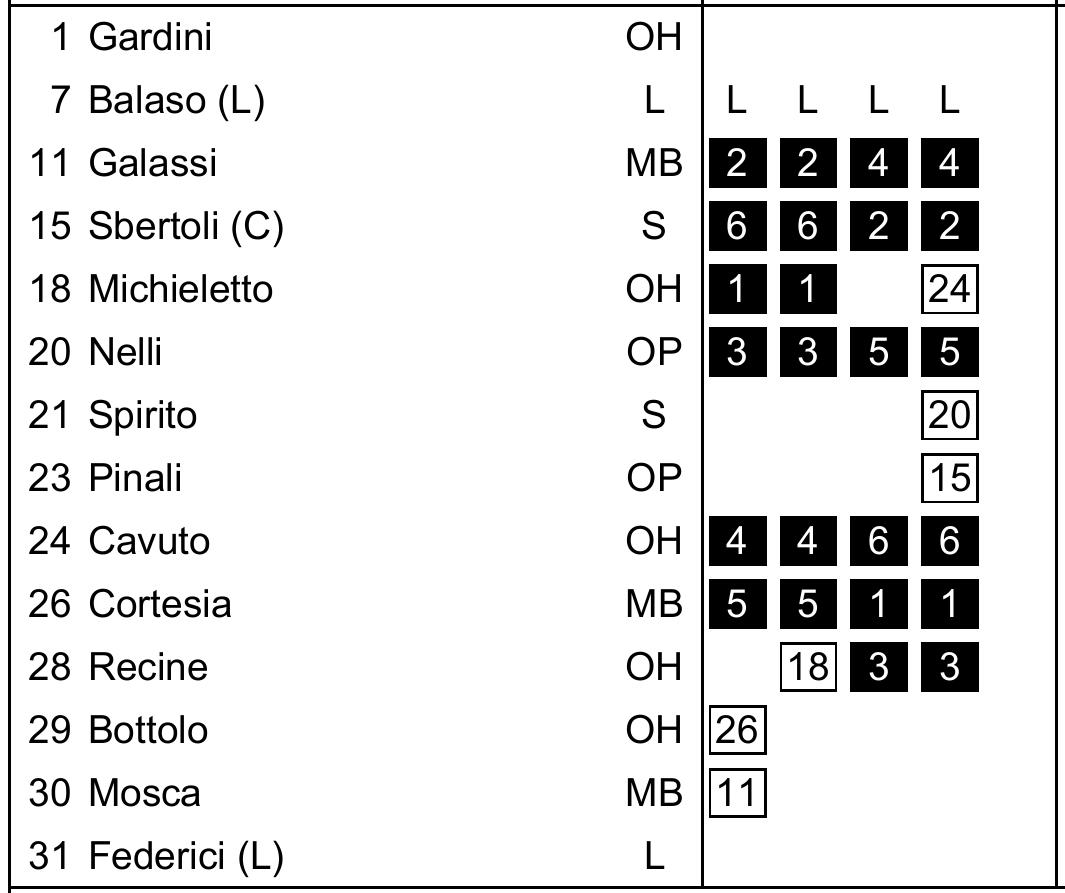 1 Gardini OH
7 Balaso (L) L L L L L
11 Galassi MB 2 2 4 4
15 Sbertoli (C) S 6 6 2 2
18 Michieletto OH 1 1 24
20 Nelli OP 3 3 5 5
21 Spirito S 20
23 Pinali OP 15
24 Cavuto OH 4 4 6 6
26 Cortesia MB 5 5 1 1
28 Recine OH 18 3 3
29 Bottolo OH 26
30 Mosca MB 11
31 Federici (L) L